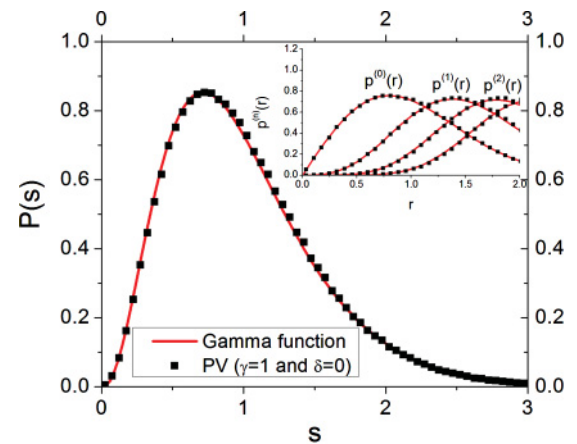 0 1 2 3
1.0 1.0
0.8 0.8
0.6 0.6
0.4 0.4
0.2 0.2
0.0 0.0
0 1 2 3
P(s)
s
1.2
1.0
0.8
0.6
0.4
0.2
0.0
0.0 0.5 1.0 1.5 2.0
p⁽ⁿ⁾(r)
r
p⁽⁰⁾(r) p⁽¹⁾(r) p⁽²⁾(r)
Gamma function
PV (γ=1 and δ=0)